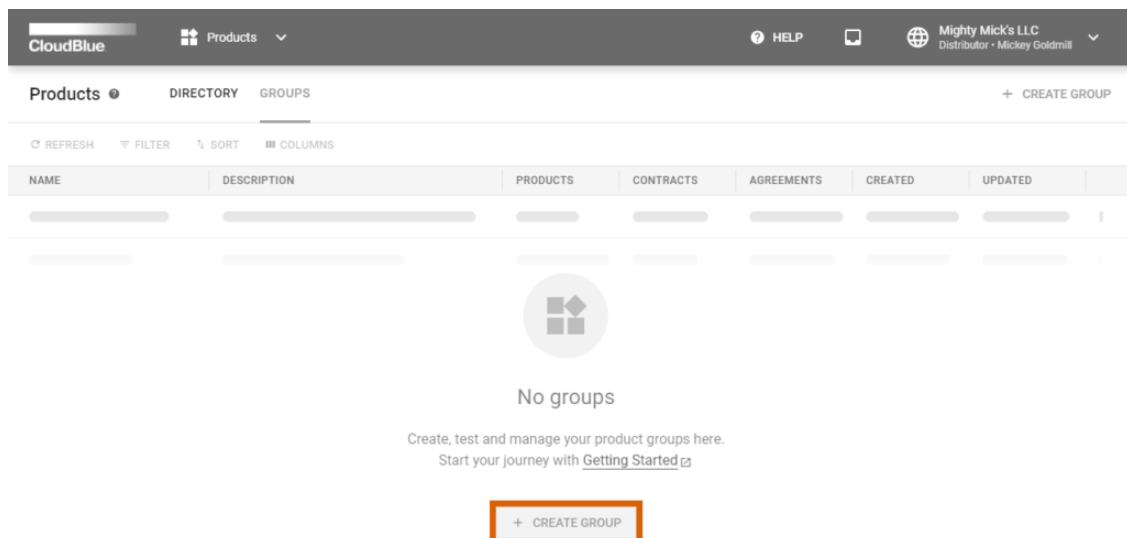 CloudBlue
Products
HELP
Mighty Mick's LLC
Distributor • Mickey Goldmill
Products
DIRECTORY
GROUPS
+ CREATE GROUP
REFRESH
FILTER
SORT
COLUMNS
NAME
DESCRIPTION
PRODUCTS
CONTRACTS
AGREEMENTS
CREATED
UPDATED
No groups
Create, test and manage your product groups here.
Start your journey with Getting Started
+ CREATE GROUP